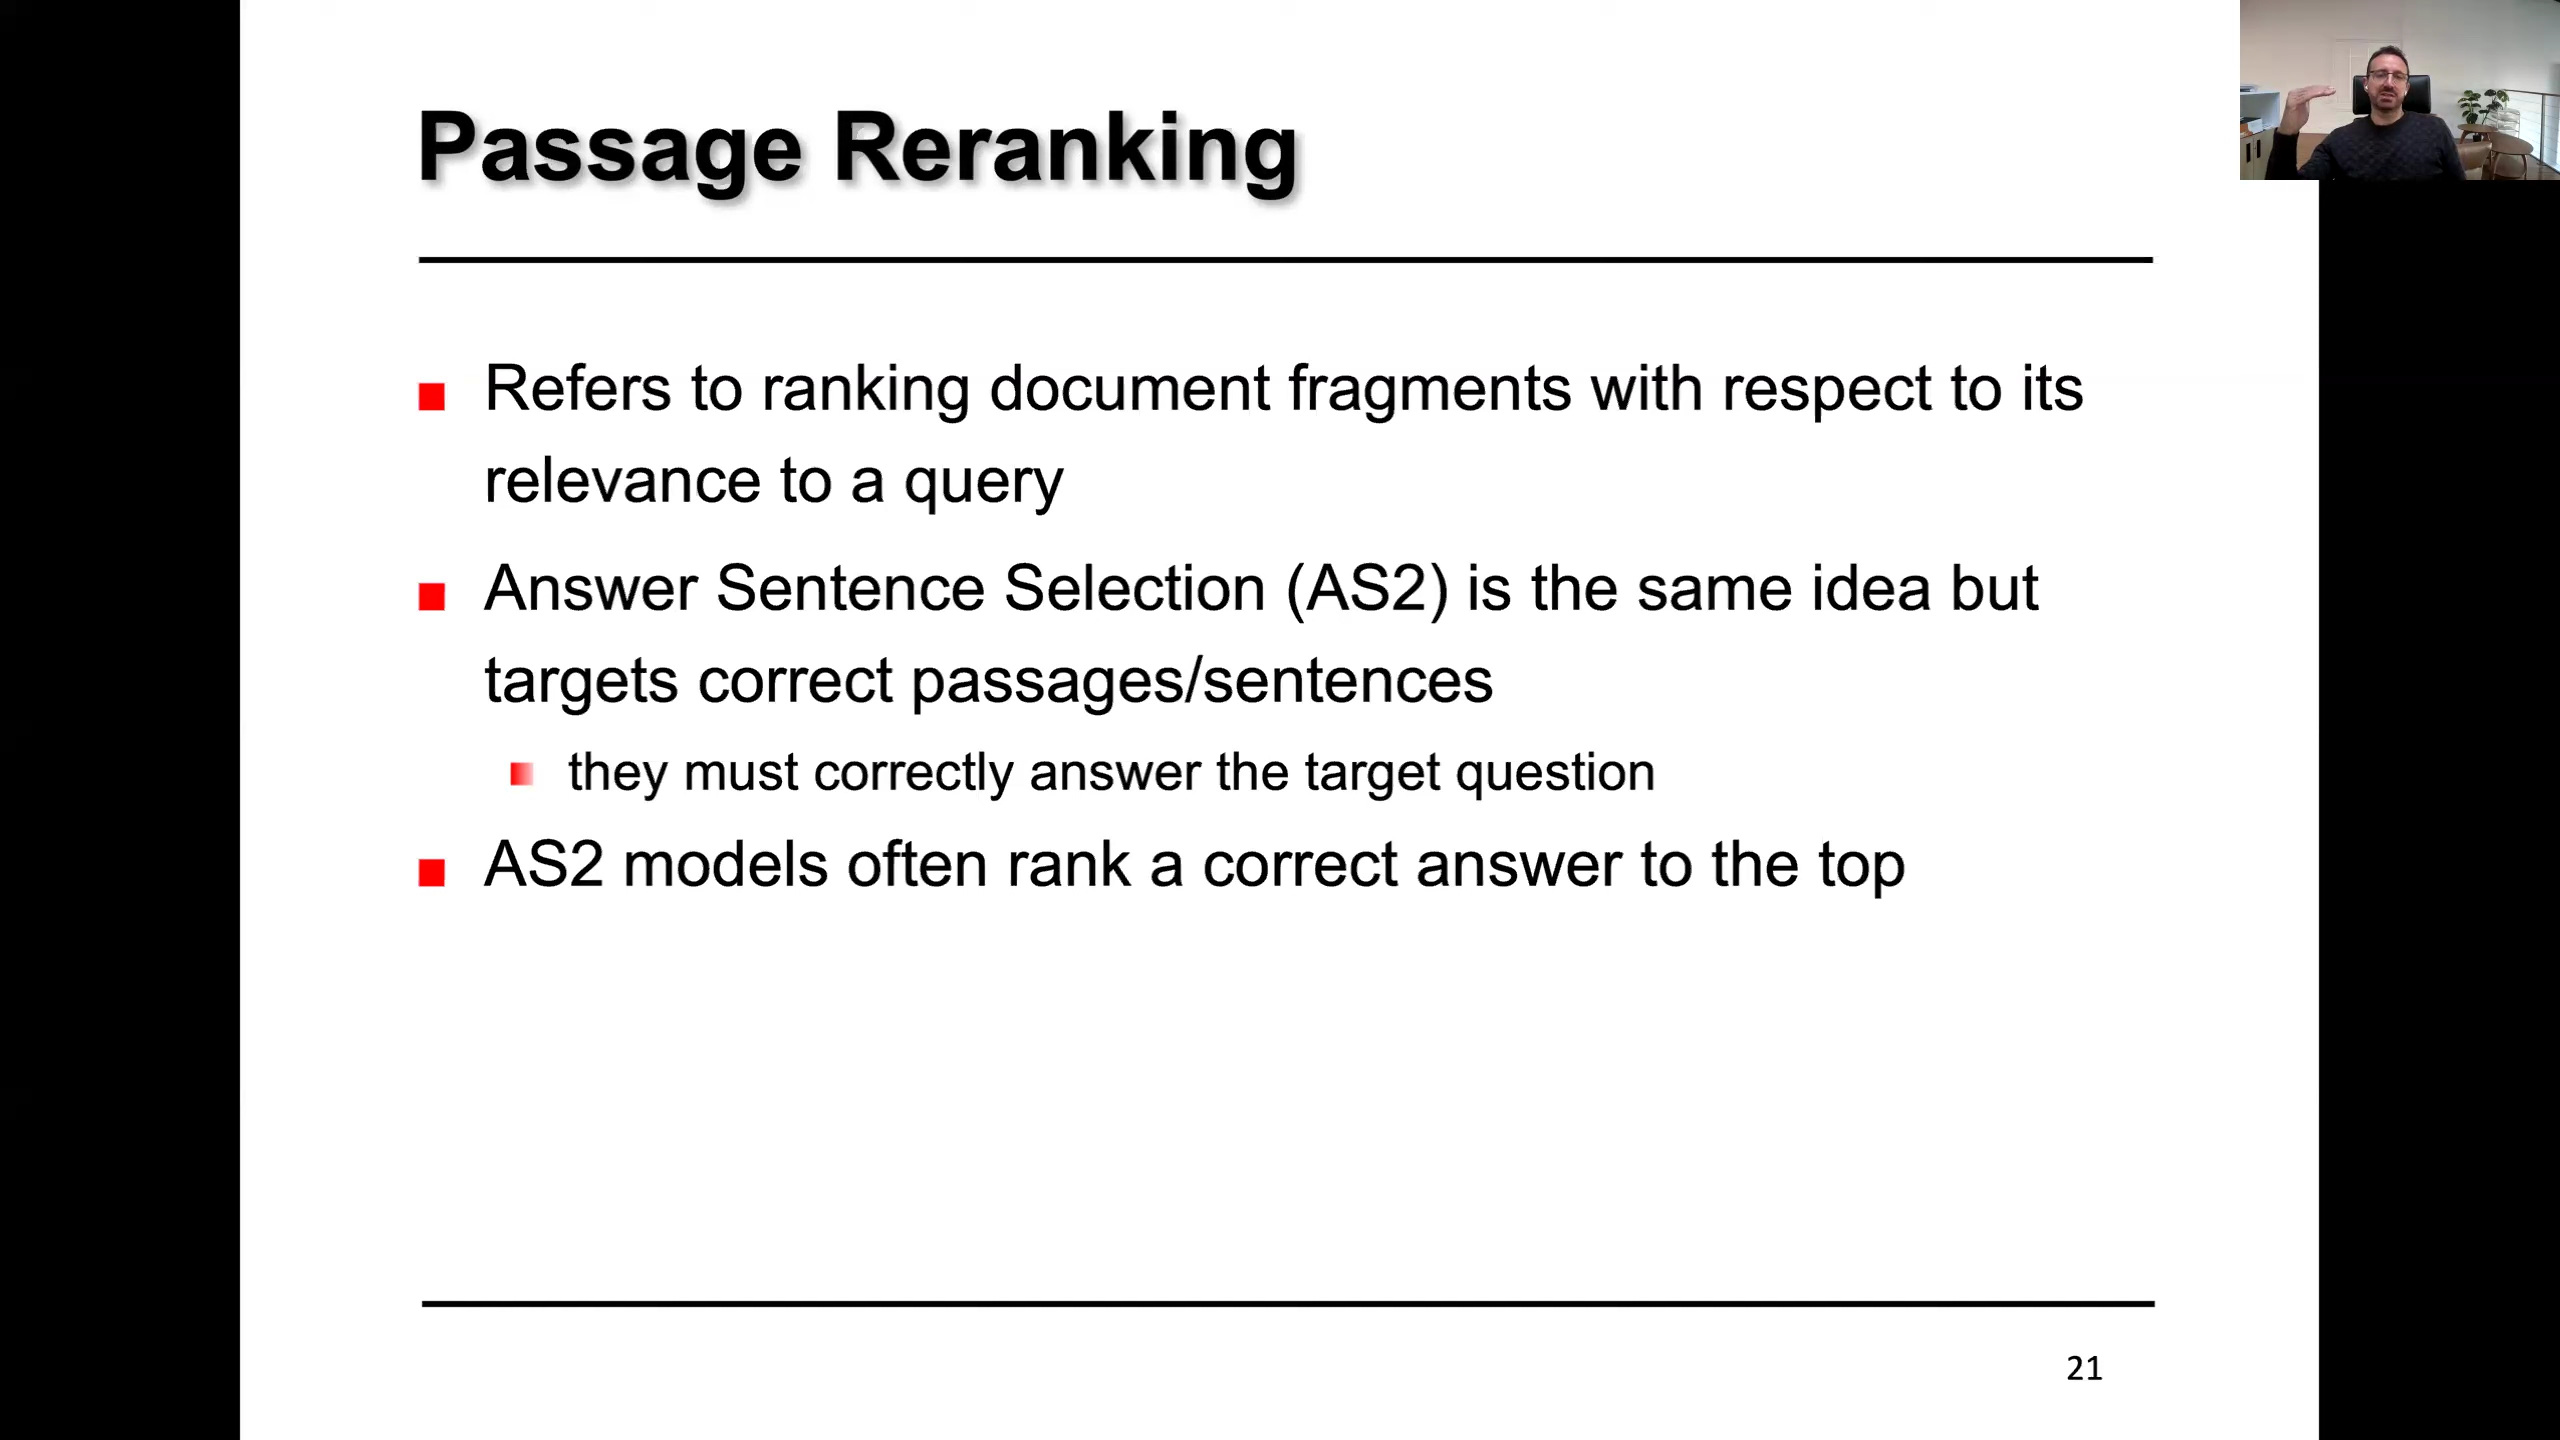 Passage Reranking
Refers to ranking document fragments with respect to its
relevance to a query
Answer Sentence Selection (AS2) is the same idea but
targets correct passages/sentences
they must correctly answer the target question
AS2 models often rank a correct answer to the top
21